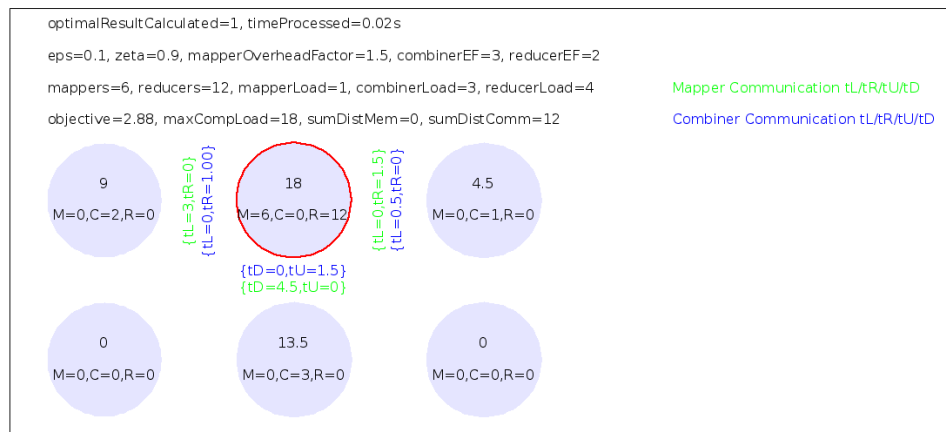 optimalResultCalculated=1, timeProcessed=0.02s
eps=0.1, zeta=0.9, mapperOverheadFactor=1.5, combinerEF=3, reducerEF=2
mappers=6, reducers=12, mapperLoad=1, combinerLoad=3, reducerLoad=4
Mapper Communication tL/tR/tU/tD
objective=2.88, maxCompLoad=18, sumDistMem=0, sumDistComm=12
Combiner Communication tL/tR/tU/tD
9
M=0,C=2,R=0
{tL=3,tR=0}
{tL=0,tR=1.00}
18
M=6,C=0,R=12
{tL=0,tR=1.5}
{tL=0.5,tR=0}
4.5
M=0,C=1,R=0
{tD=0,tU=1.5}
{tD=4.5,tU=0}
0
M=0,C=0,R=0
13.5
M=0,C=3,R=0
0
M=0,C=0,R=0